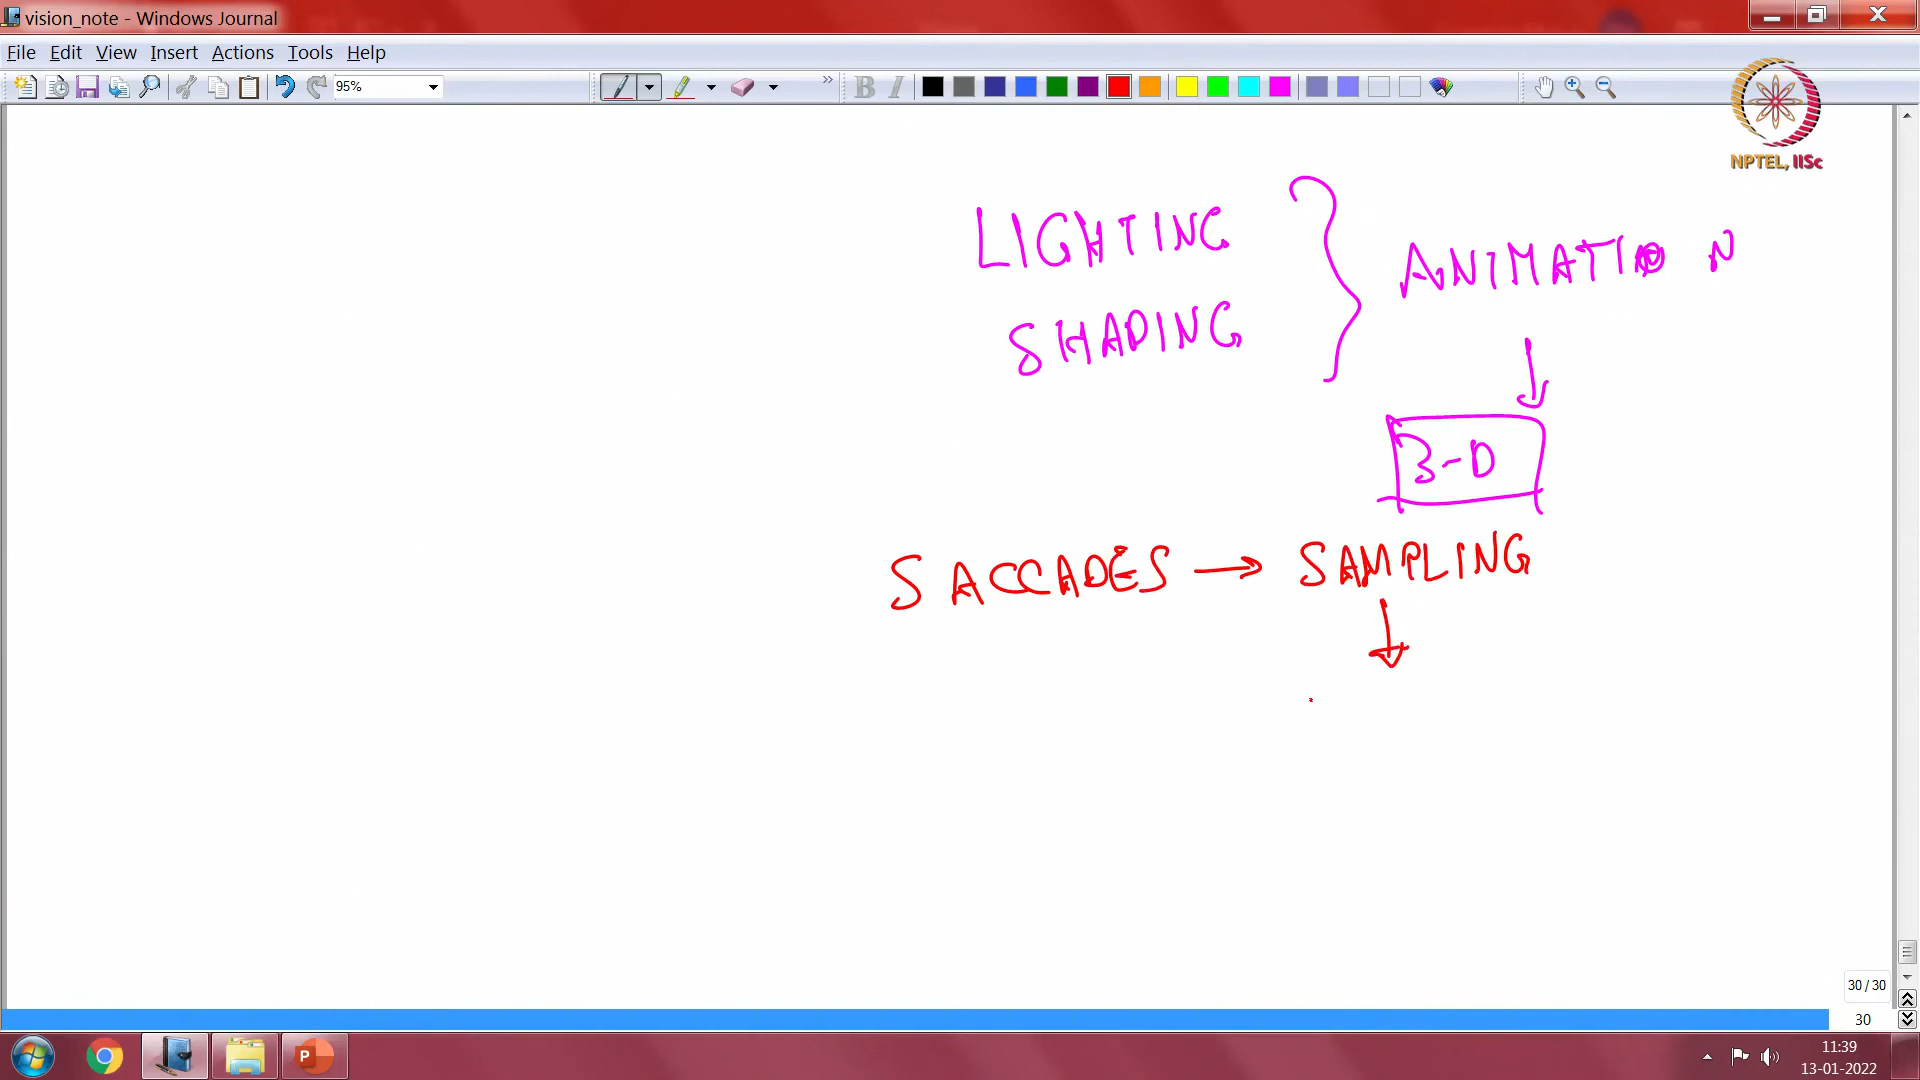 vision_note - Windows Journal
File Edit View Insert Actions Tools Help
95%
B I
NPTEL, IISc
LIGHTING
SHADING
ANIMATION
3-D
SACCADES → SAMPLING
30 / 30
30
11:39
13-01-2022